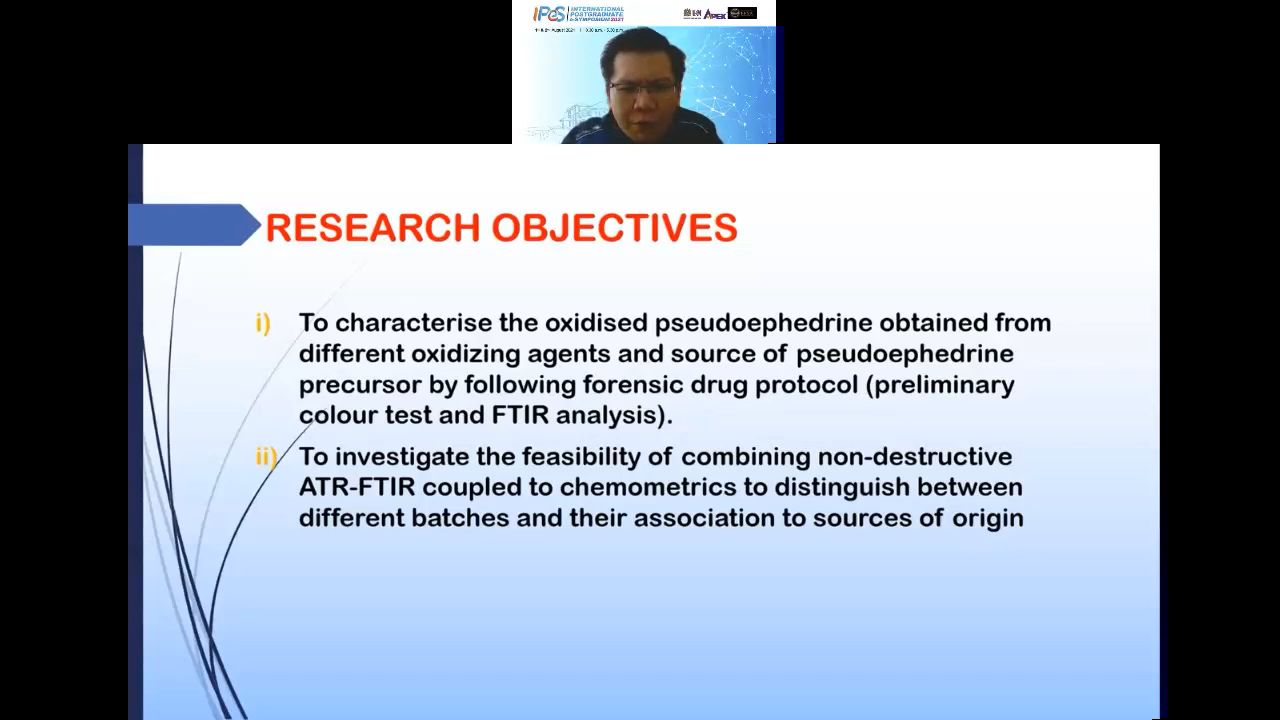 IPGS INTERNATIONAL
POSTGRADUATE
SYMPOSIUM 2021
APEK
RESEARCH OBJECTIVES
i) To characterise the oxidised pseudoephedrine obtained from
different oxidizing agents and source of pseudoephedrine
precursor by following forensic drug protocol (preliminary
colour test and FTIR analysis).
ii) To investigate the feasibility of combining non-destructive
ATR-FTIR coupled to chemometrics to distinguish between
different batches and their association to sources of origin